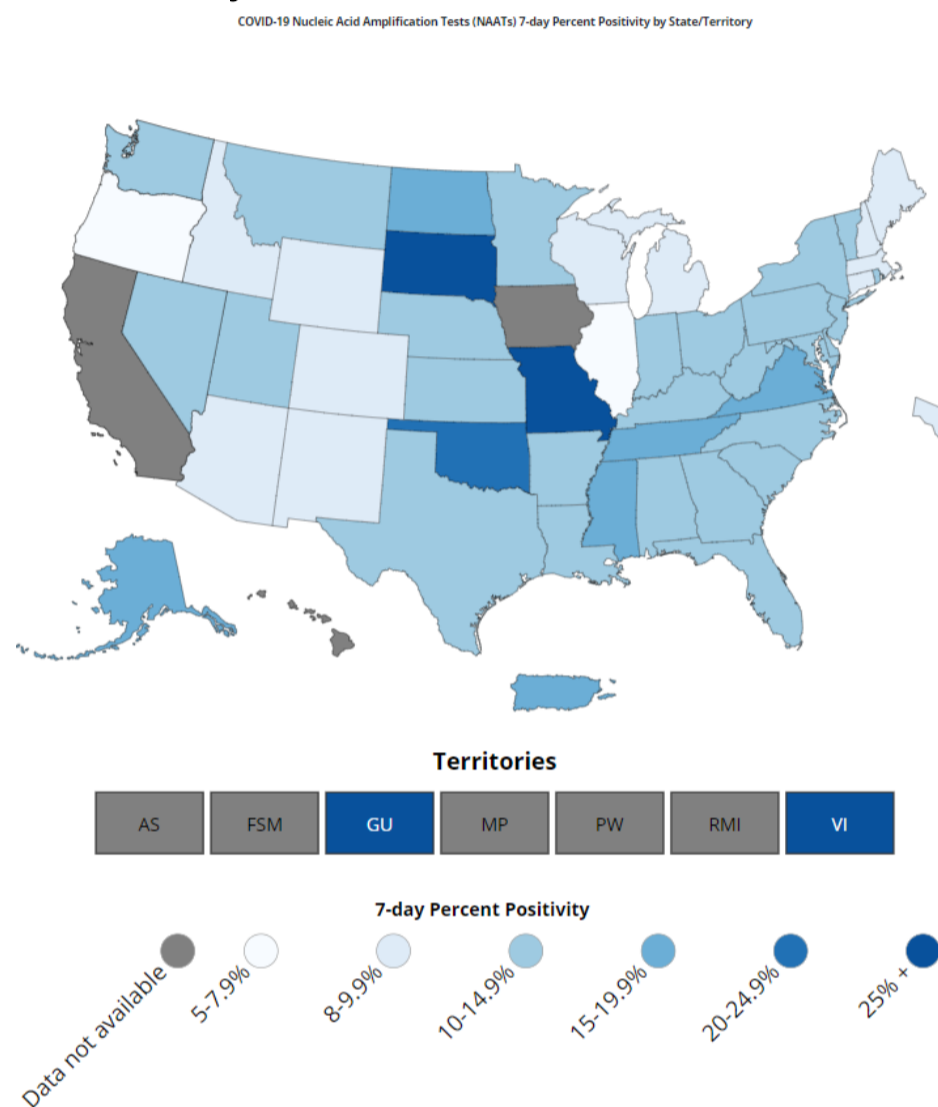 COVID-19 Nucleic Acid Amplification Tests (NAATs) 7-day Percent Positivity by State/Territory
Territories
AS FSM GU MP PW RMI VI
7-day Percent Positivity
Data not available
5-7.9%
8-9.9%
10-14.9%
15-19.9%
20-24.9%
25% +